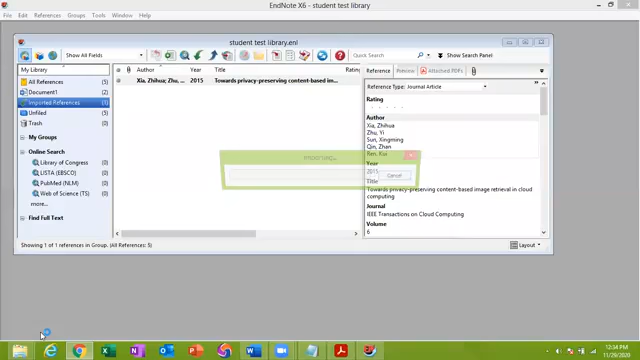 EndNote X6 - student test library
File Edit References Groups Tools Window Help
student test library.enl
Show All Fields
Quick Search
Show Search Panel
My Library
All References (5)
Document1 (2)
Imported References (1)
Unfiled (5)
Trash
My Groups
Online Search
Library of Congress
LISTA (EBSCO)
PubMed (NLM)
Web of Science (TS)
more...
Find Full Text
Author Year Title Rating
Xia, Zhihua; Zhu, ... 2015 Towards privacy-preserving content-based im...
Importing...
Cancel
Reference Preview Attached PDFs
Reference Type: Journal Article
Rating
Author
Xia, Zhihua
Zhu, Yi
Sun, Xingming
Qin, Zhan
Ren, Kui
Year
2015
Title
Towards privacy-preserving content-based image retrieval in cloud
computing
Journal
IEEE Transactions on Cloud Computing
Volume
6
Showing 1 of 1 references in Group. (All References: 5)
Layout
12:34 PM
11/29/2020